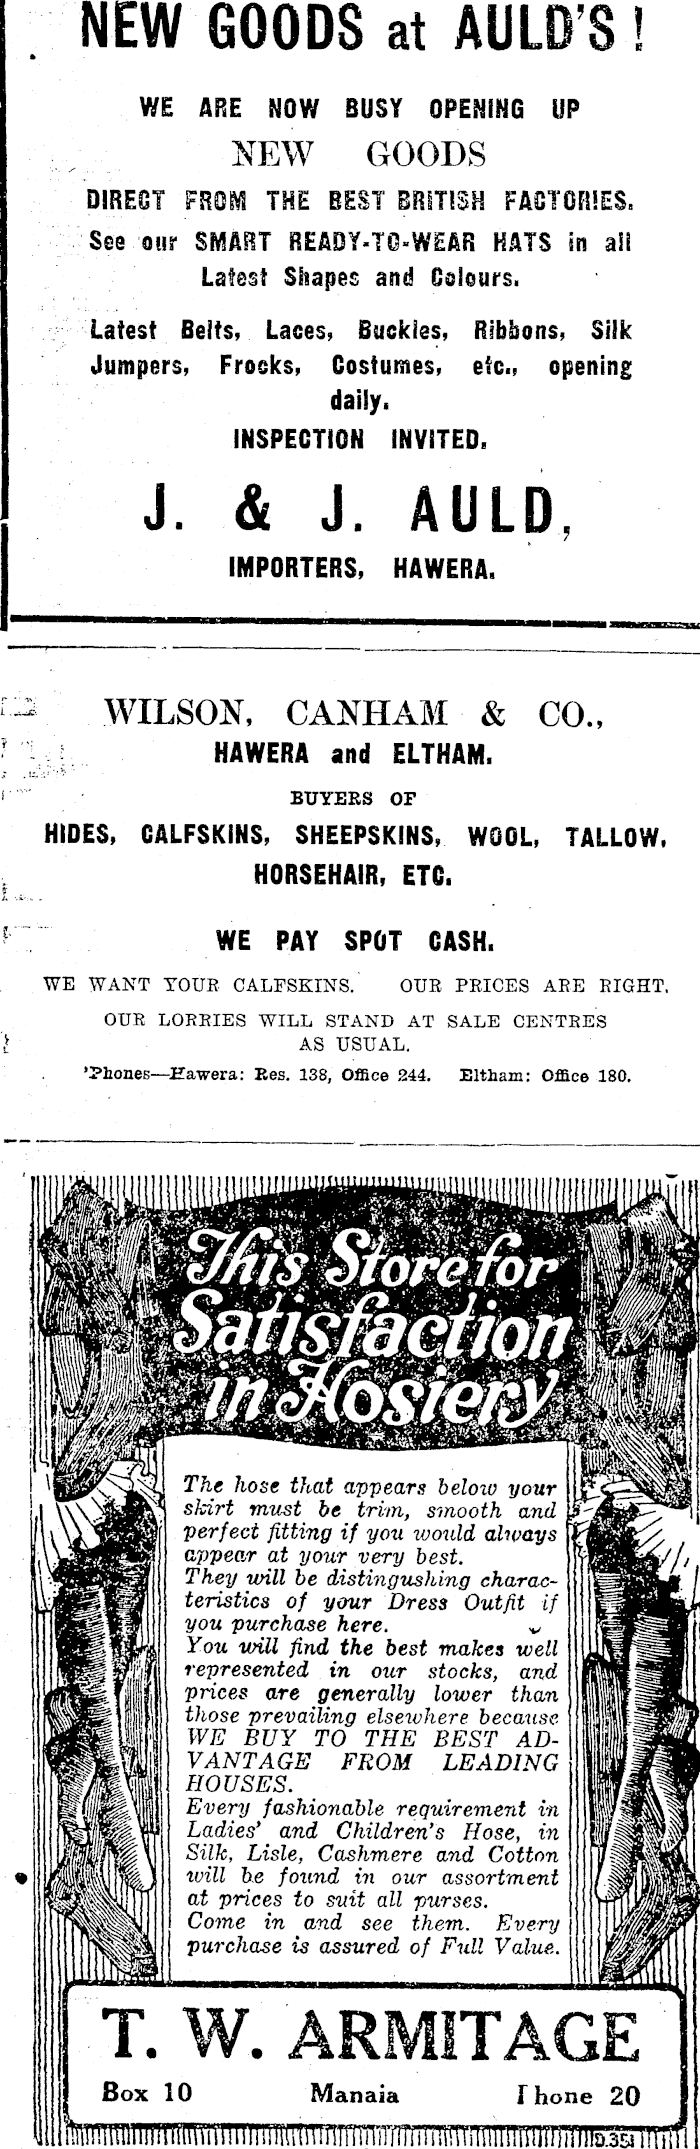 NEW GOODS at AULD'S!
WE ARE NOW BUSY OPENING UP
NEW GOODS
DIRECT FROM THE BEST BRITISH FACTORIES.
See our SMART READY-TO-WEAR HATS in all
Latest Shapes and Colours.
Latest Belts, Laces, Buckles, Ribbons, Silk
Jumpers, Frocks, Costumes, etc., opening
daily.
INSPECTION INVITED.
J. & J. AULD,
IMPORTERS, HAWERA.
WILSON, CANHAM & CO.,
HAWERA and ELTHAM.
BUYERS OF
HIDES, CALFSKINS, SHEEPSKINS, WOOL, TALLOW,
HORSEHAIR, ETC.
WE PAY SPOT CASH.
WE WANT YOUR CALFSKINS. OUR PRICES ARE RIGHT.
OUR LORRIES WILL STAND AT SALE CENTRES
AS USUAL.
'Phones—Hawera: Res. 138, Office 244. Eltham: Office 180.
This Store for
Satisfaction
in Hosiery
The hose that appears below your
skirt must be trim, smooth and
perfect fitting if you would always
appear at your very best.
They will be distingushing charac-
teristics of your Dress Outfit if
you purchase here.
You will find the best makes well
represented in our stocks, and
prices are generally lower than
those prevailing elsewhere because
WE BUY TO THE BEST AD-
VANTAGE FROM LEADING
HOUSES.
Every fashionable requirement in
Ladies' and Children's Hose, in
Silk, Lisle, Cashmere and Cotton
will be found in our assortment
at prices to suit all purses.
Come in and see them. Every
purchase is assured of Full Value.
T. W. ARMITAGE
Box 10 Manaia Phone 20
D.351